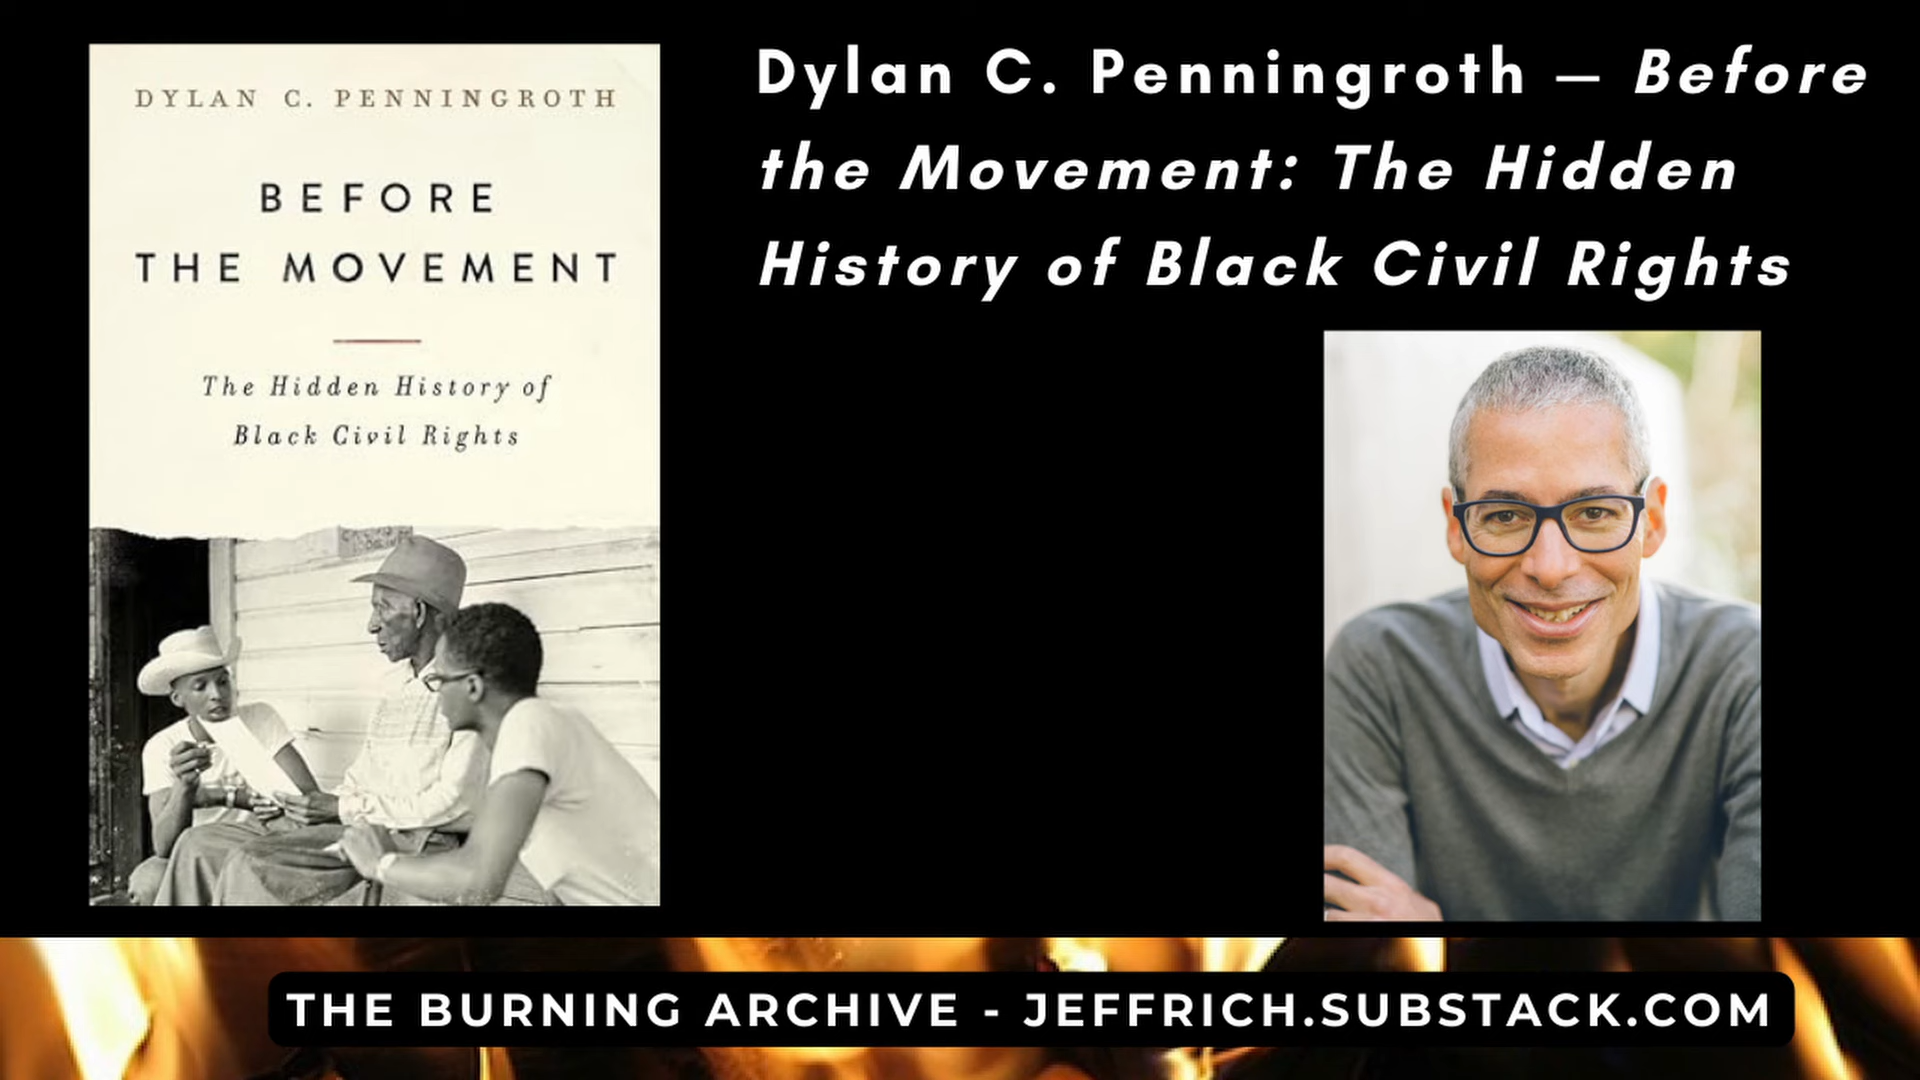 DYLAN C. PENNINGROTH
BEFORE
THE MOVEMENT
The Hidden History of
Black Civil Rights
Dylan C. Penningroth – Before
the Movement: The Hidden
History of Black Civil Rights
THE BURNING ARCHIVE - JEFFRICH.SUBSTACK.COM